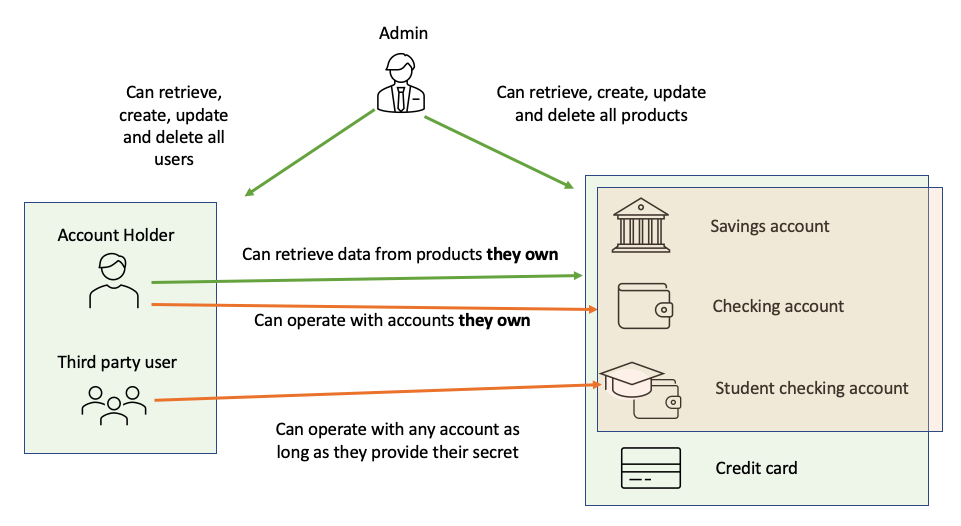 Admin
Can retrieve,
create, update
and delete all
users
Can retrieve, create, update
and delete all products
Account Holder
Can retrieve data from products they own
Can operate with accounts they own
Third party user
Can operate with any account as
long as they provide their secret
Savings account
Checking account
Student checking account
Credit card